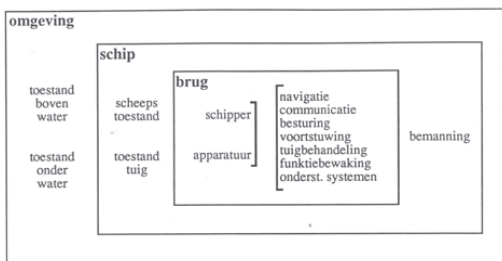 omgeving
schip
brug
toestand
boven
water
toestand
onder
water
scheeps
toestand
toestand
tuig
schipper
apparatuur
navigatie
communicatie
besturing
voortstuwing
tuigbehandeling
funktiebewaking
onderst. systemen
bemanning